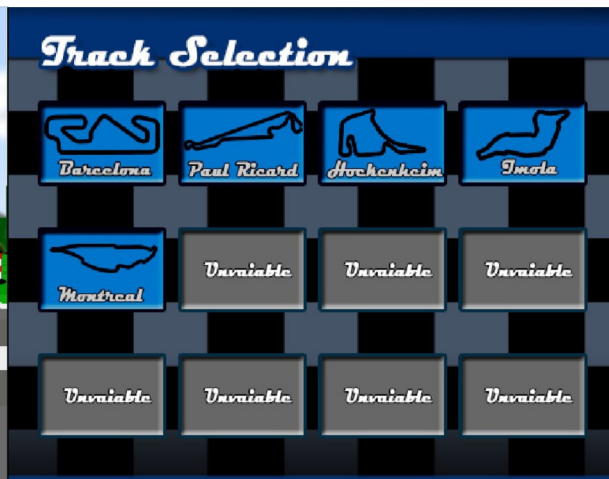 Track Selection
Barcelona
Paul Ricard
Hockenheim
Imola
Montreal
Unvaiable
Unvaiable
Unvaiable
Unvaiable
Unvaiable
Unvaiable
Unvaiable